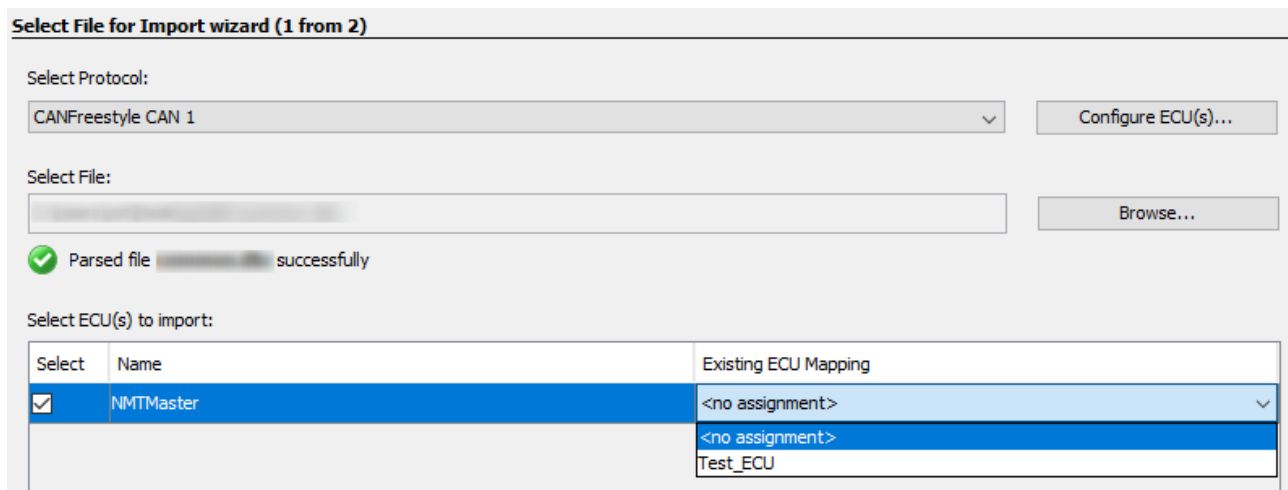 Select File for Import wizard (1 from 2)
Select Protocol:
CANFreestyle CAN 1
Configure ECU(s)...
Select File:
Browse...
Parsed file successfully
Select ECU(s) to import:
Select Name Existing ECU Mapping
NMTMaster <no assignment>
<no assignment>
Test_ECU